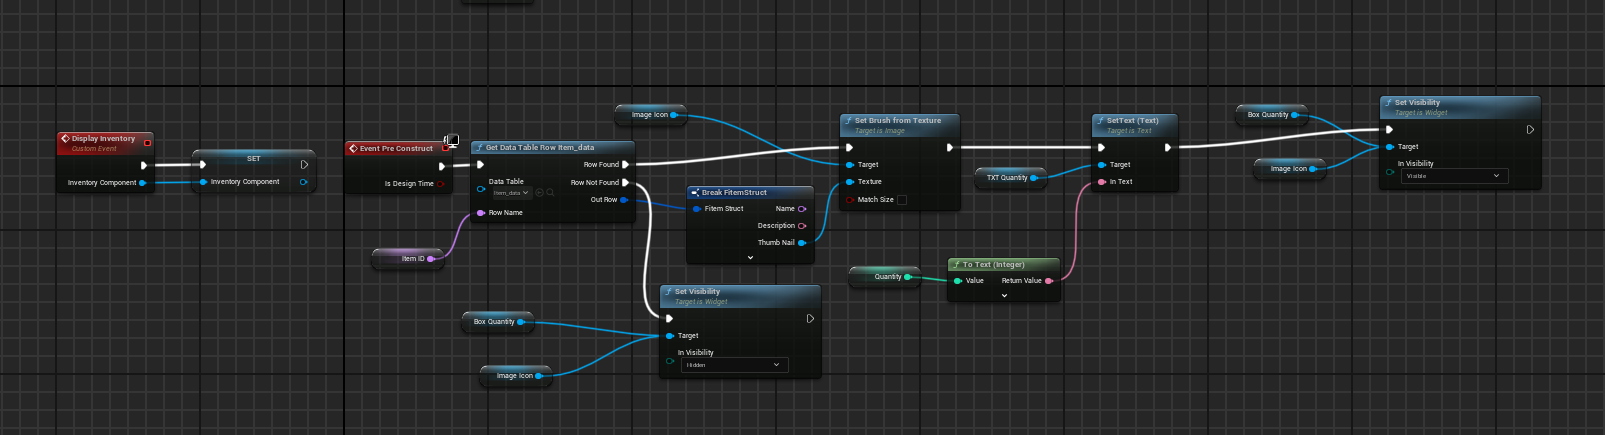 Display Inventory
Custom Event
Inventory Component
SET
Inventory Component
Event Pre Construct
Is Design Time
Get Data Table Row Item_data
Row Found
Row Not Found
Data Table
Item_data
Out Row
Row Name
Item ID
Image Icon
Break FitemStruct
Fitem Struct
Name
Description
Thumb Nail
Set Brush from Texture
Target is Image
Target
Texture
Match Size
TXT Quantity
SetText (Text)
Target is Text
Target
In Text
Quantity
To Text (Integer)
Value
Return Value
Box Quantity
Image Icon
Set Visibility
Target is Widget
Target
In Visibility
Visible
Box Quantity
Image Icon
Set Visibility
Target is Widget
Target
In Visibility
Hidden